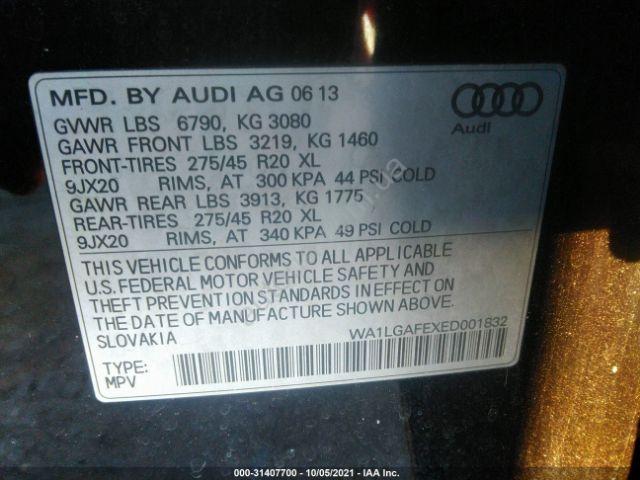 MFD. BY AUDI AG 06 13
GVWR LBS 6790, KG 3080
GAWR FRONT LBS 3219, KG 1460
FRONT-TIRES 275/45 R20 XL
9JX20 RIMS, AT 300 KPA 44 PSI COLD
GAWR REAR LBS 3913, KG 1775
REAR-TIRES 275/45 R20 XL
9JX20 RIMS, AT 340 KPA 49 PSI COLD
Audi
THIS VEHICLE CONFORMS TO ALL APPLICABLE
U.S. FEDERAL MOTOR VEHICLE SAFETY AND
THEFT PREVENTION STANDARDS IN EFFECT ON
THE DATE OF MANUFACTURE SHOWN ABOVE.
SLOVAKIA WA1LGAFEXED001832
TYPE:
MPV
000-31407700 - 10/05/2021 - IAA Inc.